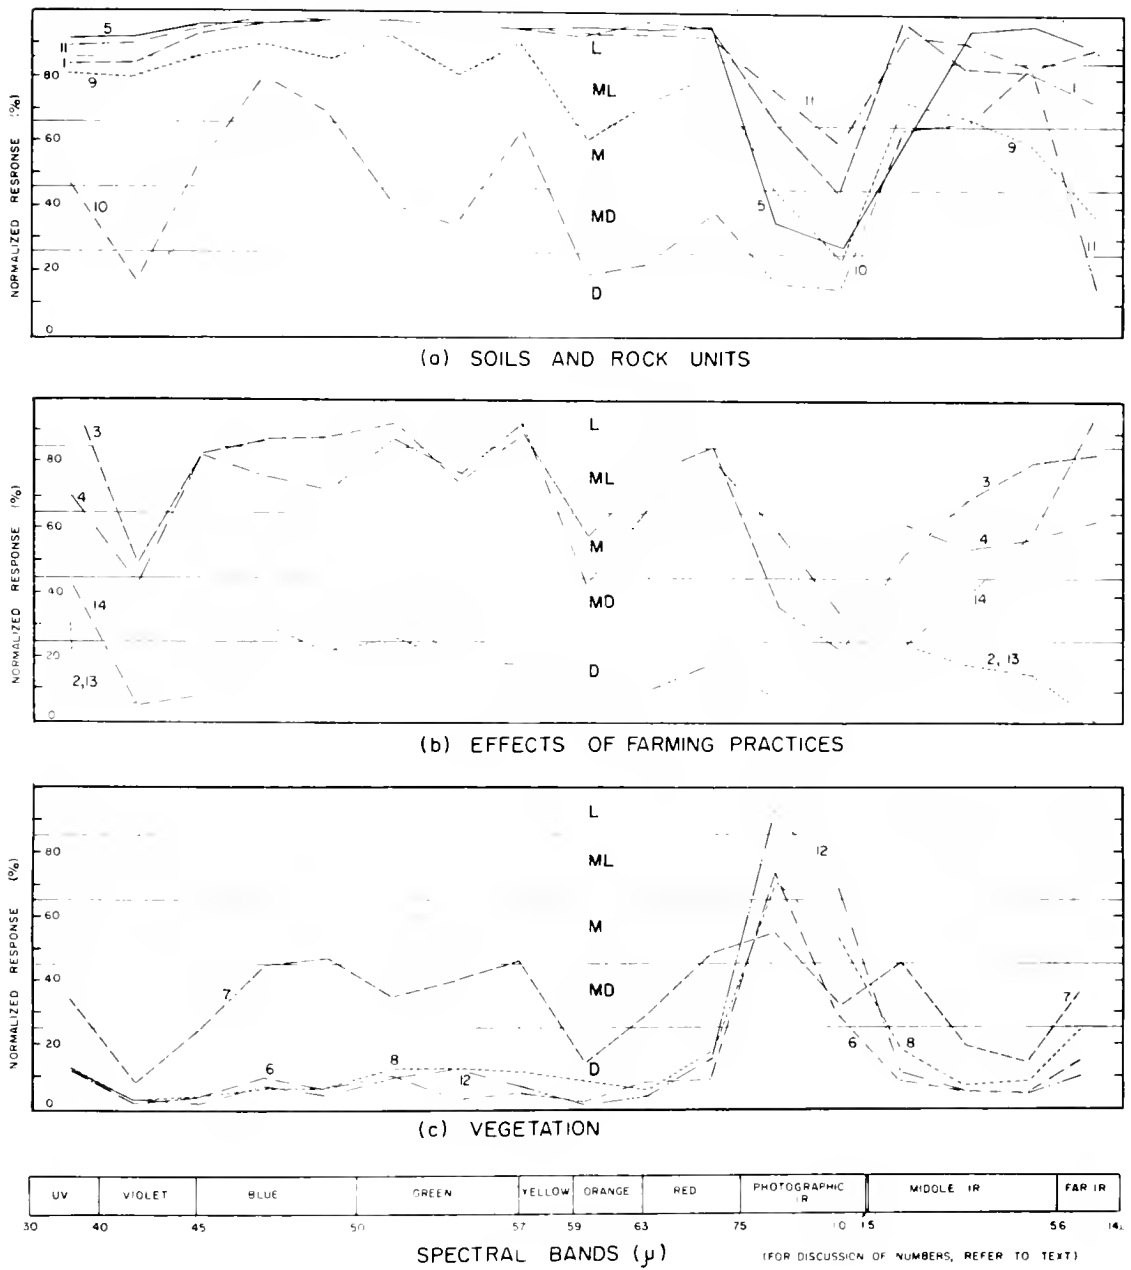 NORMALIZED RESPONSE (%)
80
60
40
20
0
5
11
1
9
10
L
ML
M
MD
D
11
5
10
1
9
11
(a) SOILS AND ROCK UNITS
NORMALIZED RESPONSE (%)
80
60
40
20
0
3
4
14
2,13
L
ML
M
MD
D
3
4
14
2, 13
(b) EFFECTS OF FARMING PRACTICES
NORMALIZED RESPONSE (%)
80
60
40
20
0
7
6
8
12
L
ML
M
MD
D
12
6
8
7
(c) VEGETATION
UV VIOLET BLUE GREEN YELLOW ORANGE RED PHOTOGRAPHIC IR MIDDLE IR FAR IR
30 40 45 50 57 59 63 75 1.0 1.5 56
SPECTRAL BANDS (μ)
(FOR DISCUSSION OF NUMBERS, REFER TO TEXT)